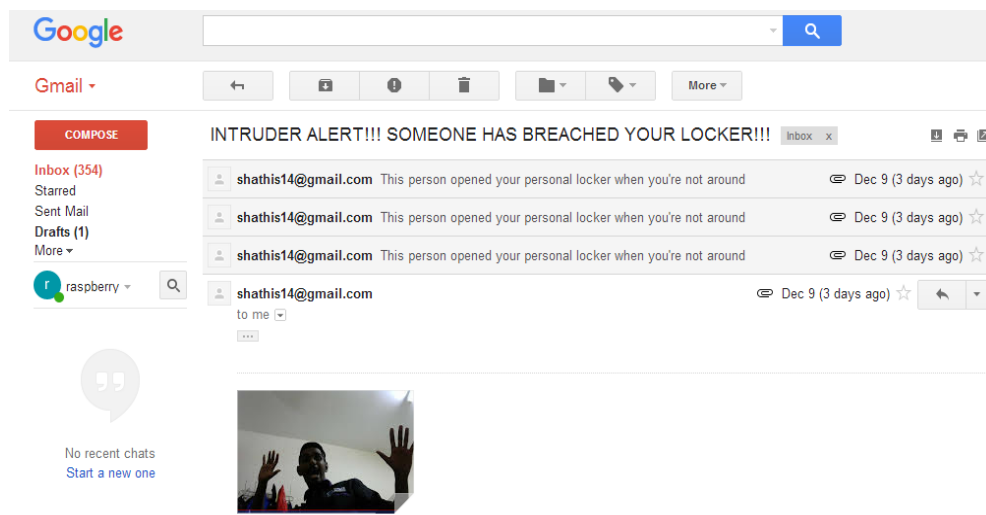 Google
Gmail
More
COMPOSE
INTRUDER ALERT!!! SOMEONE HAS BREACHED YOUR LOCKER!!! Inbox x
Inbox (354)
Starred
Sent Mail
Drafts (1)
More
r raspberry
shathis14@gmail.com This person opened your personal locker when you're not around Dec 9 (3 days ago)
shathis14@gmail.com This person opened your personal locker when you're not around Dec 9 (3 days ago)
shathis14@gmail.com This person opened your personal locker when you're not around Dec 9 (3 days ago)
shathis14@gmail.com Dec 9 (3 days ago)
to me
No recent chats
Start a new one